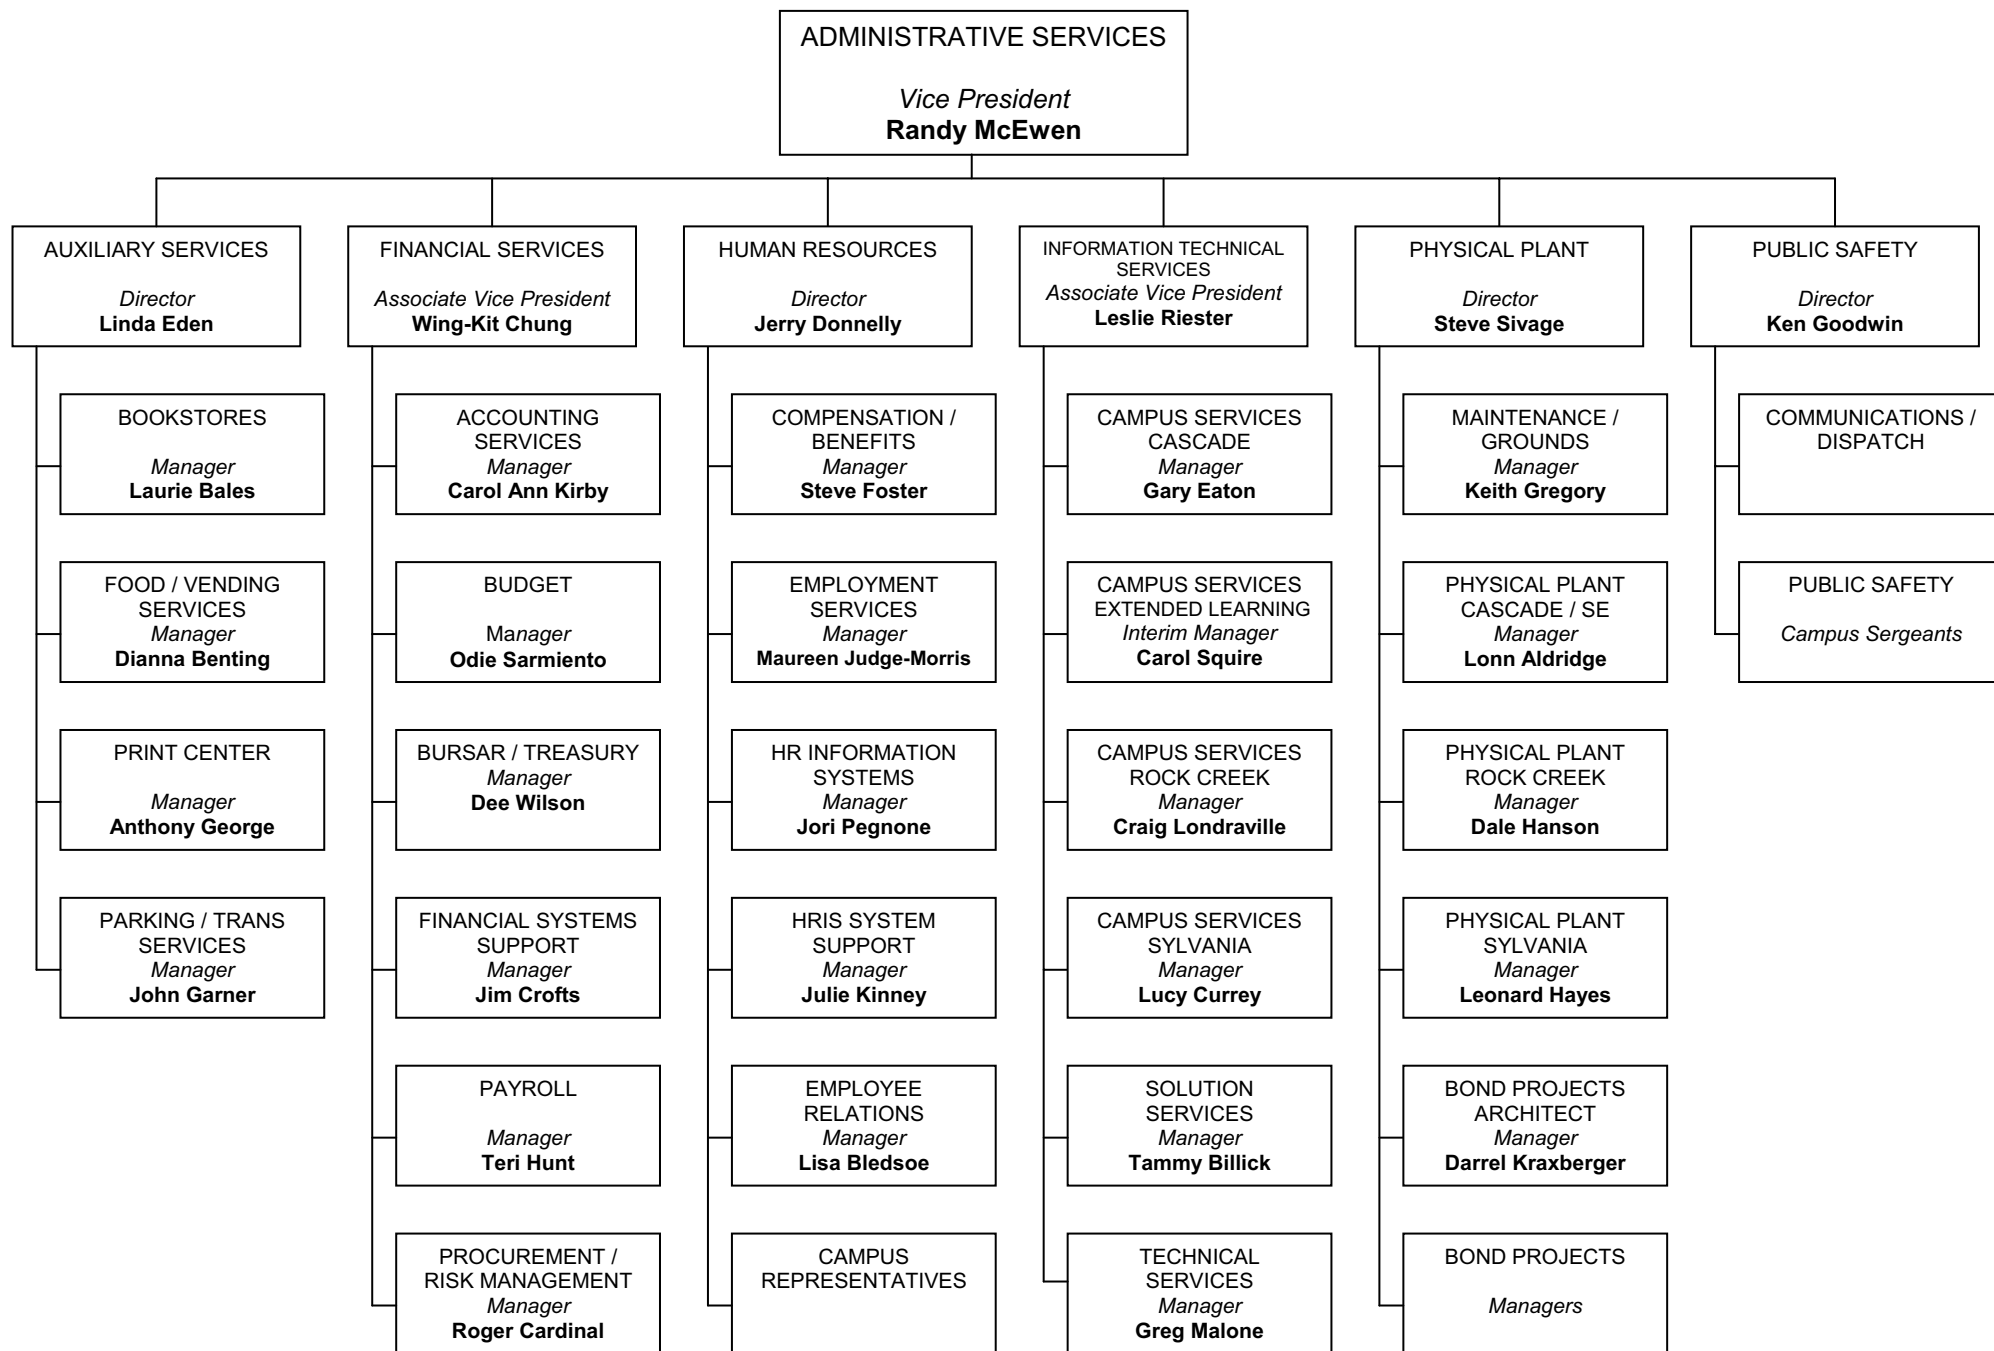 ADMINISTRATIVE SERVICES
Vice President
Randy McEwen
AUXILIARY SERVICES
Director
Linda Eden
FINANCIAL SERVICES
Associate Vice President
Wing-Kit Chung
HUMAN RESOURCES
Director
Jerry Donnelly
INFORMATION TECHNICAL
SERVICES
Associate Vice President
Leslie Riester
PHYSICAL PLANT
Director
Steve Sivage
PUBLIC SAFETY
Director
Ken Goodwin
BOOKSTORES
Manager
Laurie Bales
ACCOUNTING
SERVICES
Manager
Carol Ann Kirby
COMPENSATION /
BENEFITS
Manager
Steve Foster
CAMPUS SERVICES
CASCADE
Manager
Gary Eaton
MAINTENANCE /
GROUNDS
Manager
Keith Gregory
COMMUNICATIONS /
DISPATCH
FOOD / VENDING
SERVICES
Manager
Dianna Benting
BUDGET
Manager
Odie Sarmiento
EMPLOYMENT
SERVICES
Manager
Maureen Judge-Morris
CAMPUS SERVICES
EXTENDED LEARNING
Interim Manager
Carol Squire
PHYSICAL PLANT
CASCADE / SE
Manager
Lonn Aldridge
PUBLIC SAFETY
Campus Sergeants
PRINT CENTER
Manager
Anthony George
BURSAR / TREASURY
Manager
Dee Wilson
HR INFORMATION
SYSTEMS
Manager
Jori Pegnone
CAMPUS SERVICES
ROCK CREEK
Manager
Craig Londraville
PHYSICAL PLANT
ROCK CREEK
Manager
Dale Hanson
PARKING / TRANS
SERVICES
Manager
John Garner
FINANCIAL SYSTEMS
SUPPORT
Manager
Jim Crofts
HRIS SYSTEM
SUPPORT
Manager
Julie Kinney
CAMPUS SERVICES
SYLVANIA
Manager
Lucy Currey
PHYSICAL PLANT
SYLVANIA
Manager
Leonard Hayes
PAYROLL
Manager
Teri Hunt
EMPLOYEE
RELATIONS
Manager
Lisa Bledsoe
SOLUTION
SERVICES
Manager
Tammy Billick
BOND PROJECTS
ARCHITECT
Manager
Darrel Kraxberger
PROCUREMENT /
RISK MANAGEMENT
Manager
Roger Cardinal
CAMPUS
REPRESENTATIVES
TECHNICAL
SERVICES
Manager
Greg Malone
BOND PROJECTS
Managers